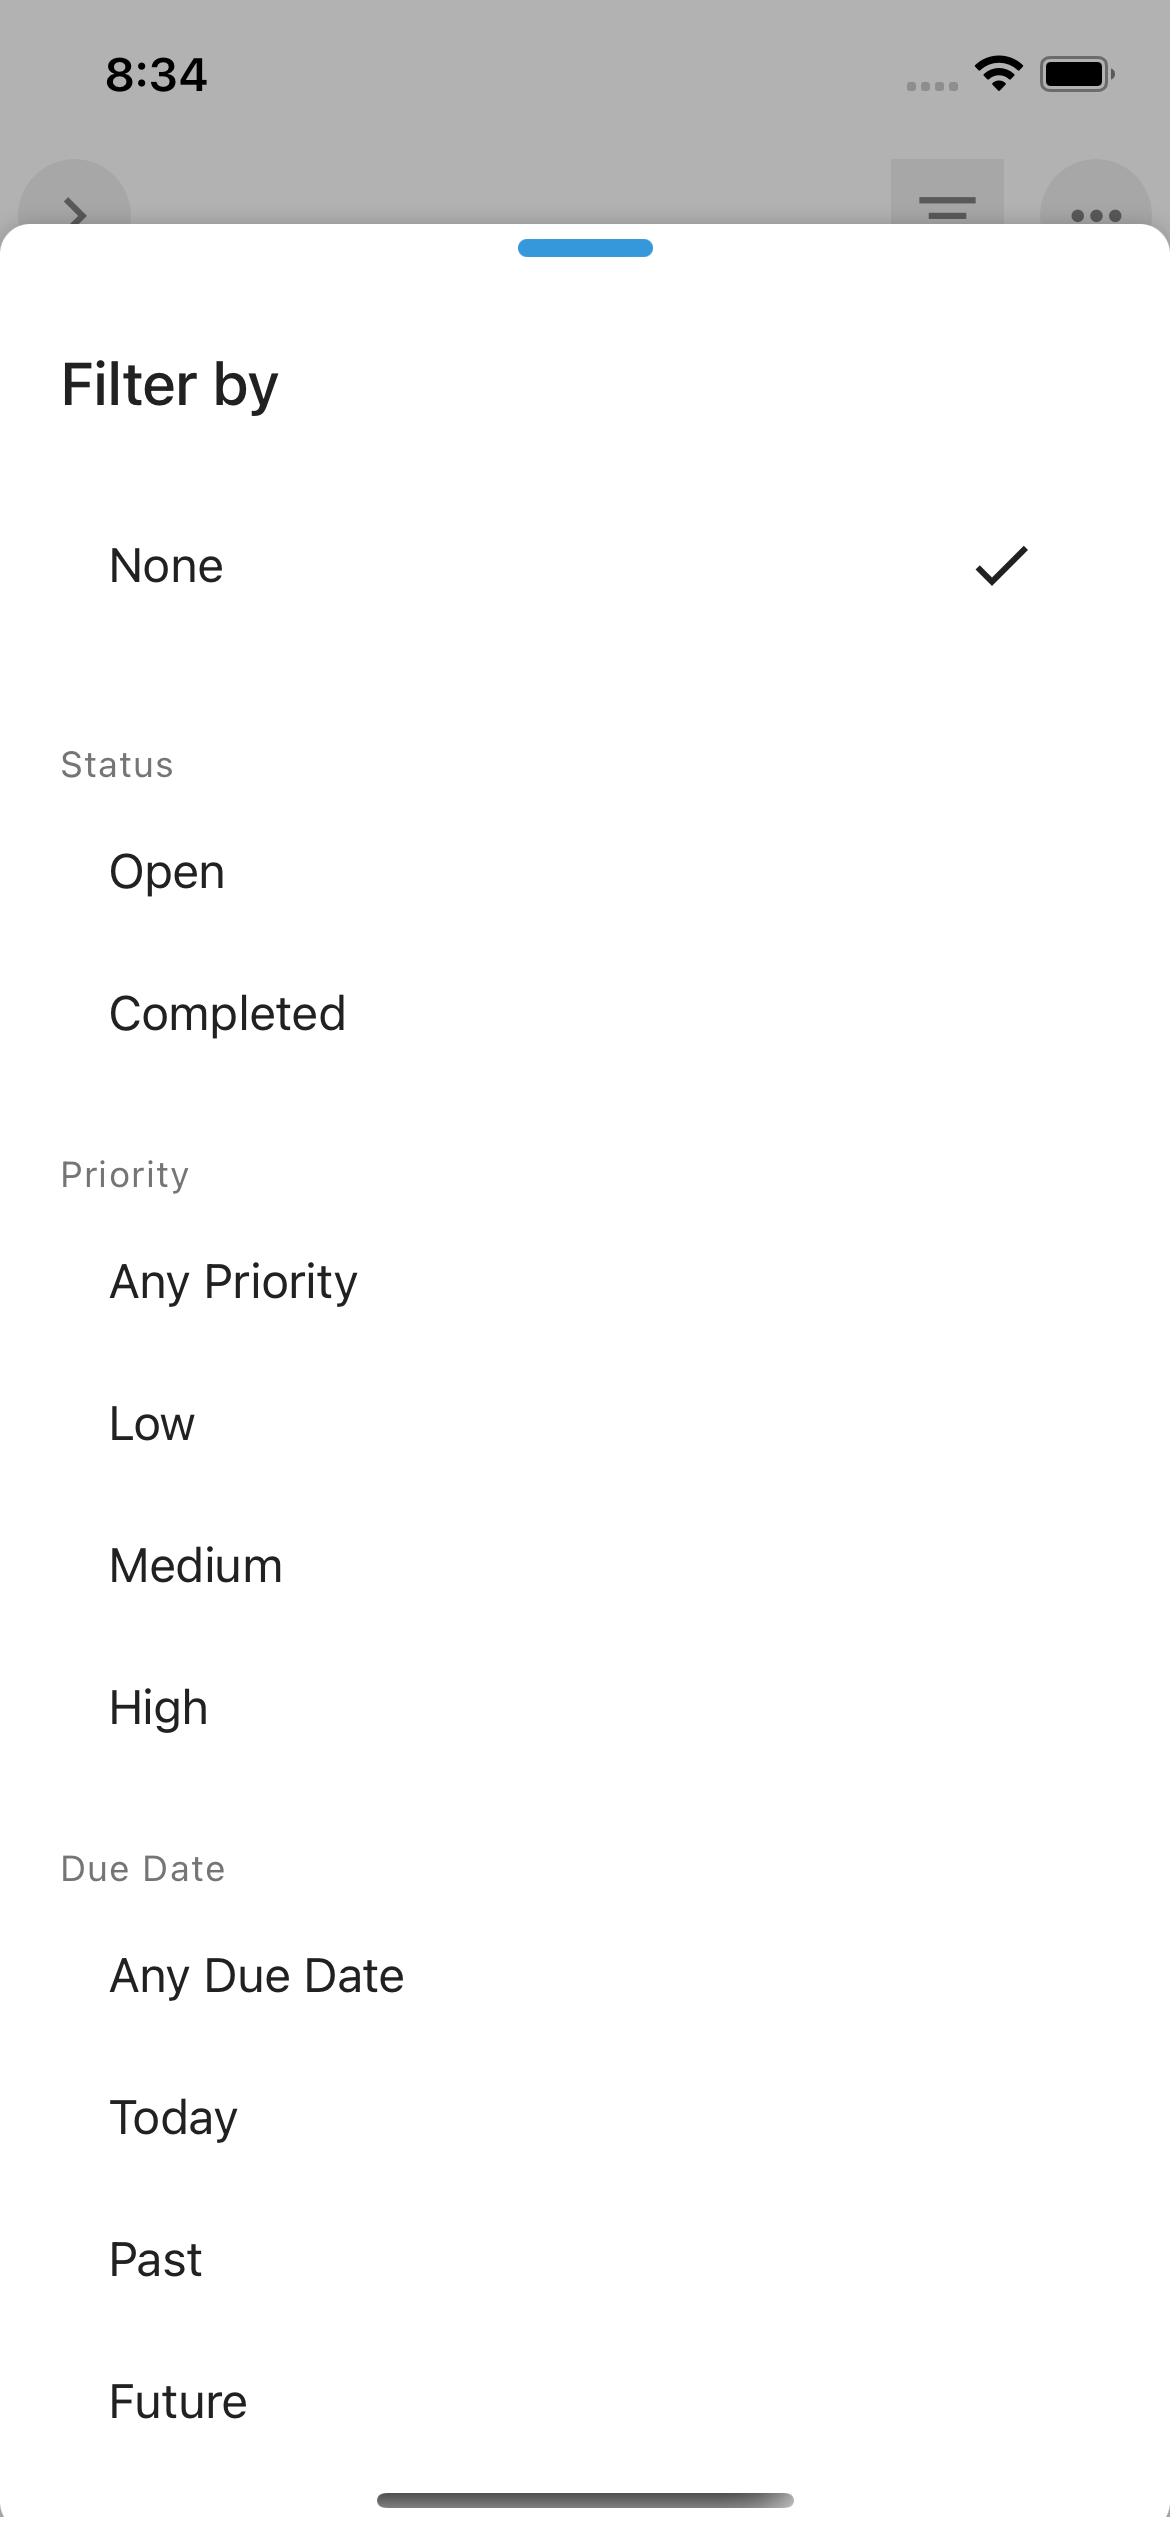 8:34
Filter by
None
Status
Open
Completed
Priority
Any Priority
Low
Medium
High
Due Date
Any Due Date
Today
Past
Future